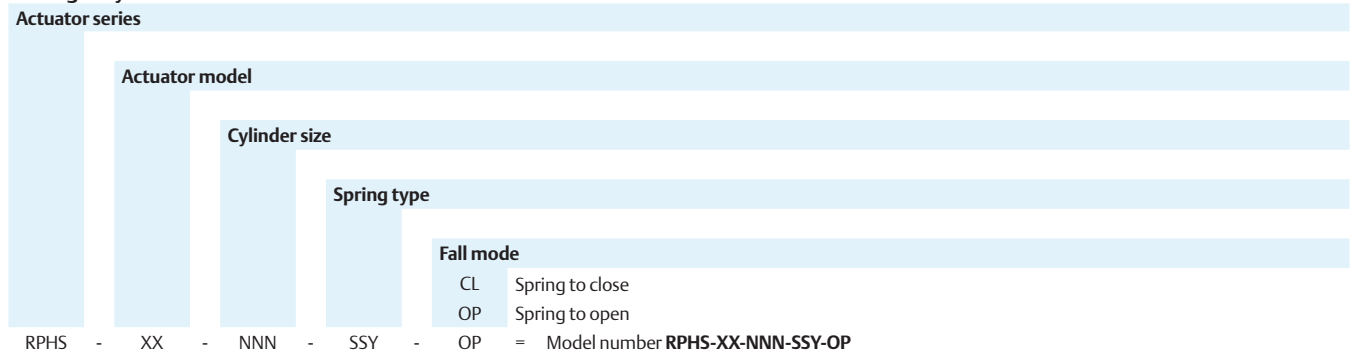 Actuator series
Actuator model
Cylinder size
Spring type
Fall mode
CL Spring to close
OP Spring to open
RPHS - XX - NNN - SSY - OP = Model number RPHS-XX-NNN-SSY-OP